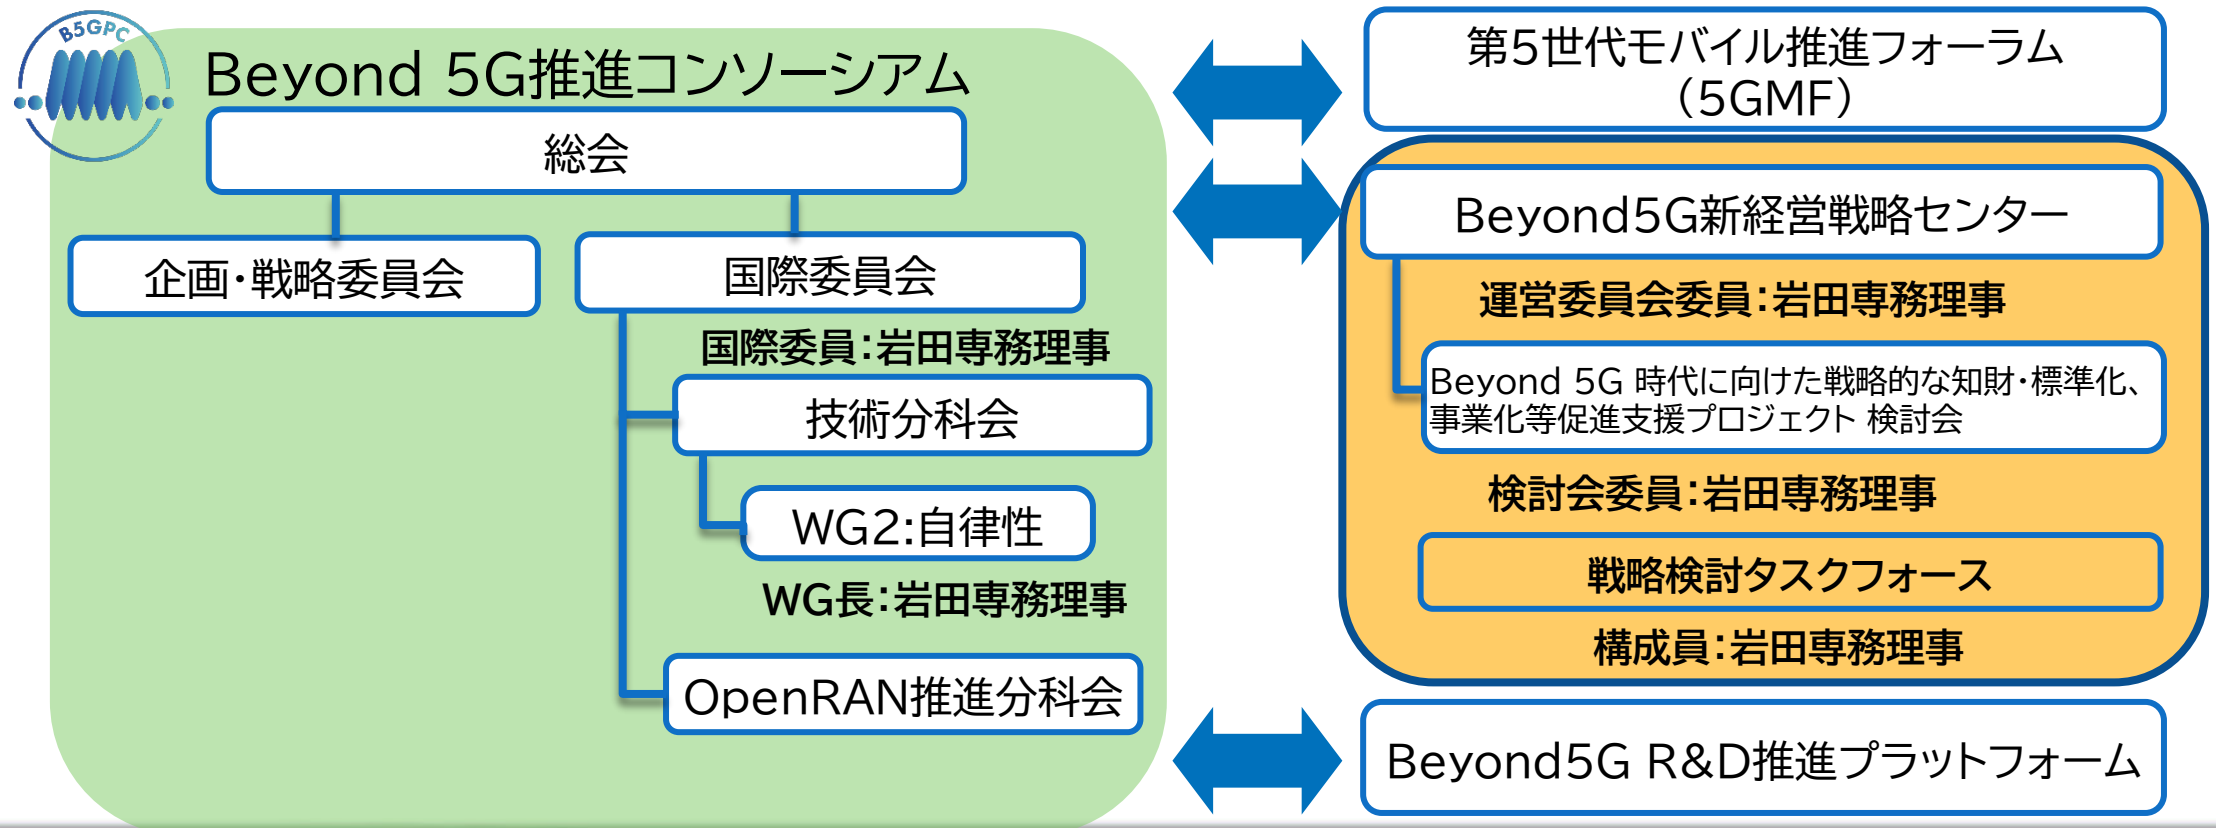 B5GPC
Beyond 5G推進コンソーシアム
総会
企画・戦略委員会
国際委員会
国際委員：岩田専務理事
技術分科会
WG2:自律性
WG長：岩田専務理事
OpenRAN推進分科会
第5世代モバイル推進フォーラム
（5GMF）
Beyond5G新経営戦略センター
運営委員会委員：岩田専務理事
Beyond 5G 時代に向けた戦略的な知財・標準化、
事業化等促進支援プロジェクト 検討会
検討会委員：岩田専務理事
戦略検討タスクフォース
構成員：岩田専務理事
Beyond5G R&D推進プラットフォーム